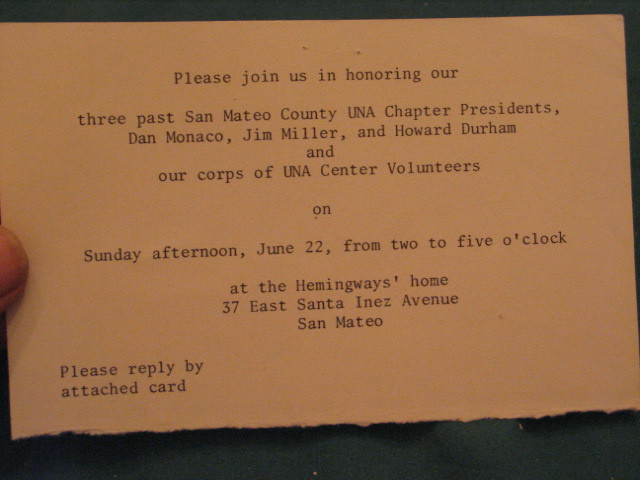 Please join us in honoring our
three past San Mateo County UNA Chapter Presidents,
Dan Monaco, Jim Miller, and Howard Durham
and
our corps of UNA Center Volunteers
on
Sunday afternoon, June 22, from two to five o'clock
at the Hemingways' home
37 East Santa Inez Avenue
San Mateo
Please reply by
attached card